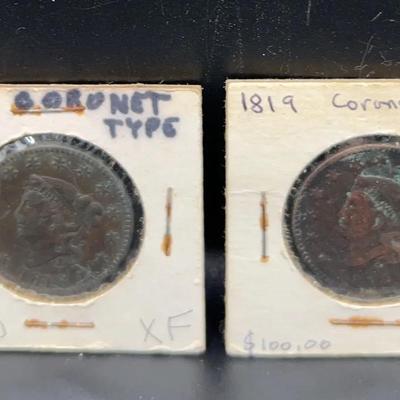 CORONET
TYPE
XF
1819
$100.00